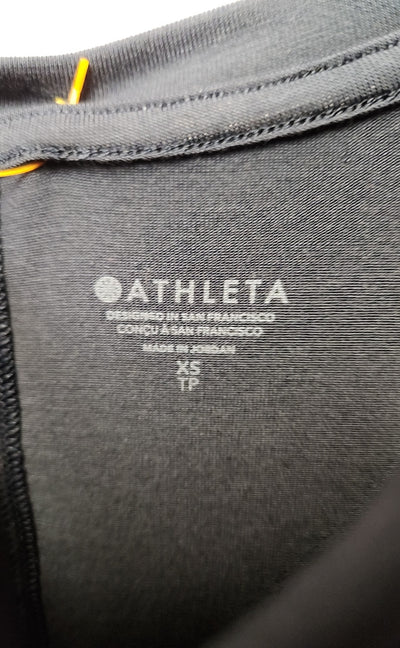 ATHLETA
DESIGNED IN SAN FRANCISCO
CONÇU À SAN FRANCISCO
MADE IN JORDAN
XS
TP